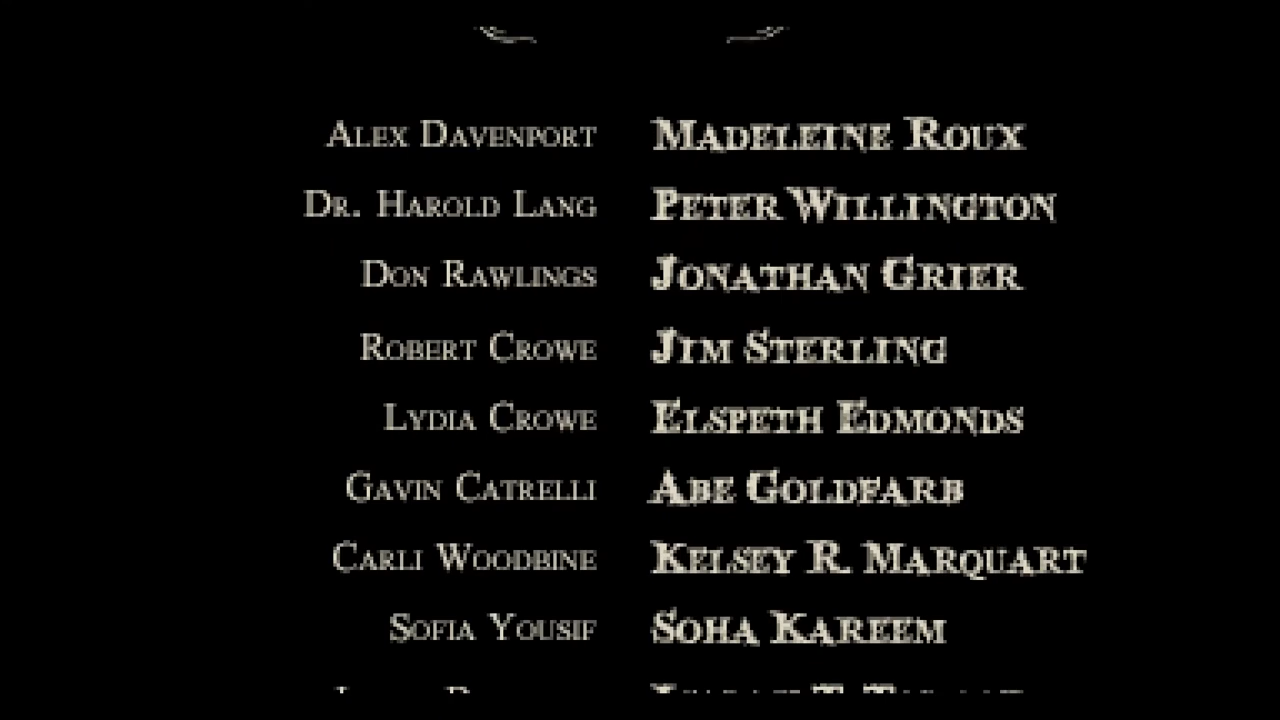 Alex Davenport Madeleine Roux
Dr. Harold Lang Peter Willington
Don Rawlings Jonathan Grier
Robert Crowe Jim Sterling
Lydia Crowe Elspeth Edmonds
Gavin Catrelli Abe Goldfarb
Carli Woodbine Kelsey R. Marquart
Sofia Yousif Soha Kareem